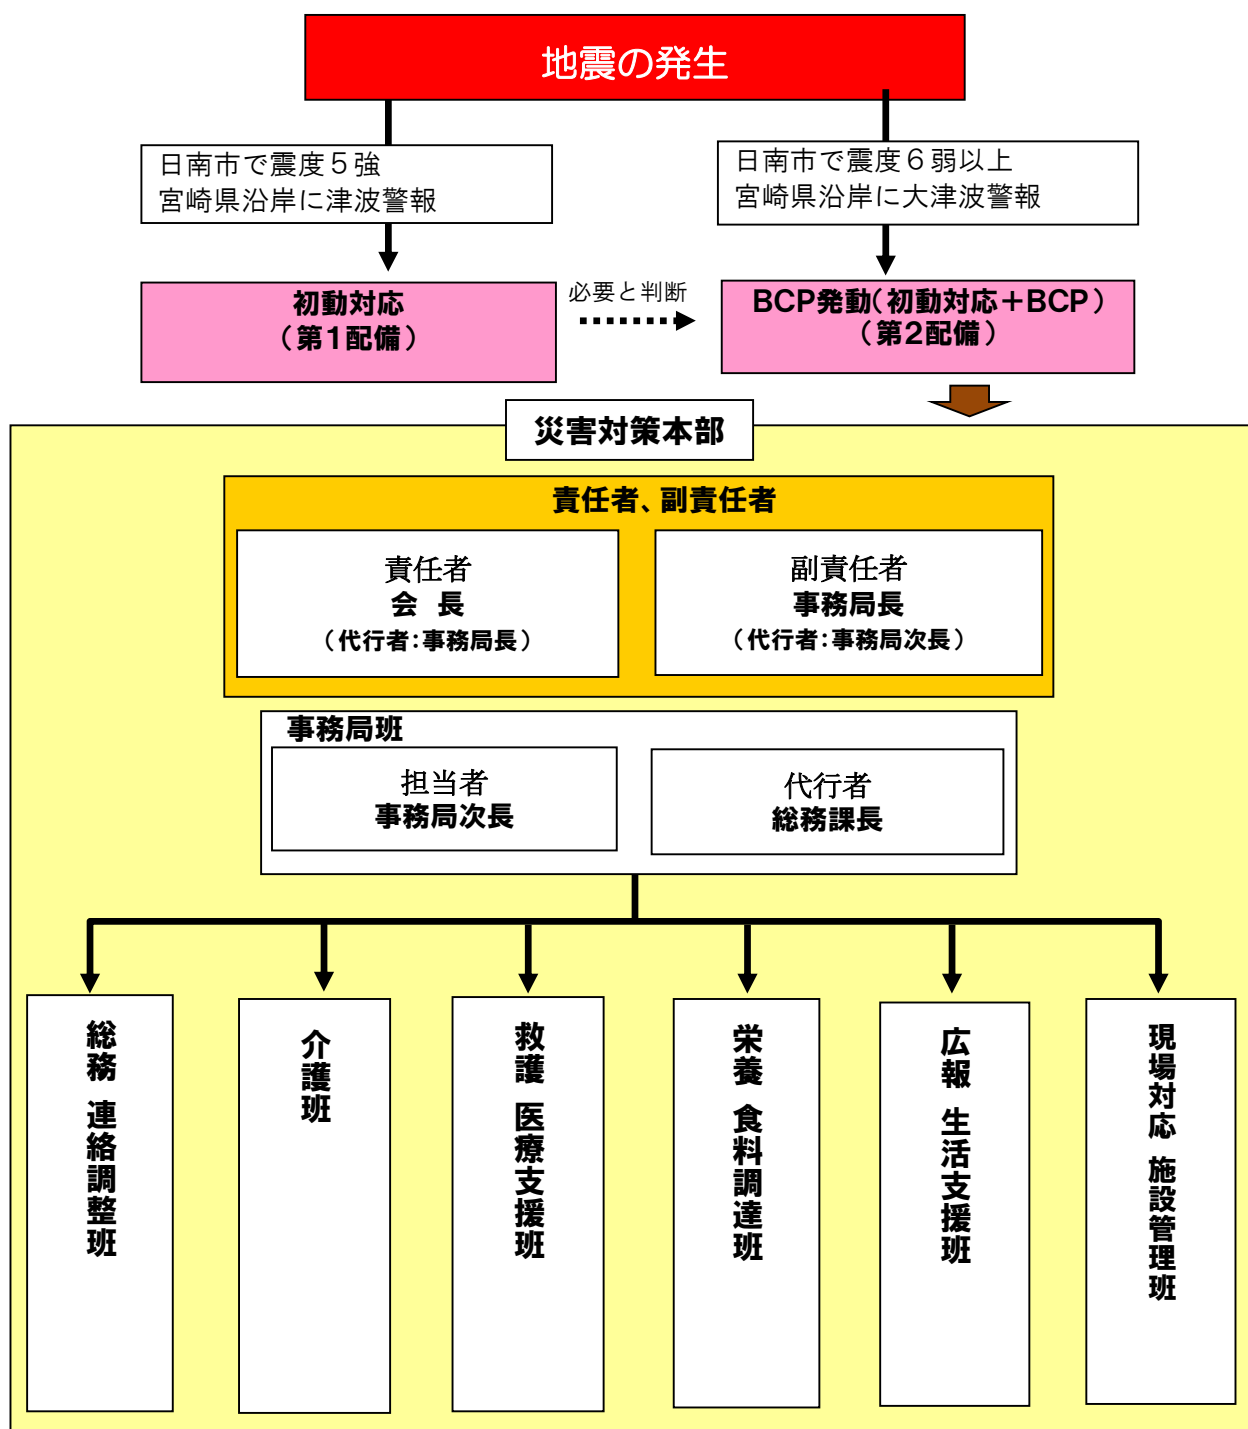 地震の発生
日南市で震度５強
宮崎県沿岸に津波警報
日南市で震度６弱以上
宮崎県沿岸に大津波警報
初動対応
（第1配備）
必要と判断
BCP発動（初動対応＋BCP）
（第2配備）
災害対策本部
責任者、副責任者
責任者
会　長
（代行者：事務局長）
副責任者
事務局長
（代行者：事務局次長）
事務局班
担当者
事務局次長
代行者
総務課長
総務　連絡調整班
介護班
救護　医療支援班
栄養　食料調達班
広報　生活支援班
現場対応　施設管理班